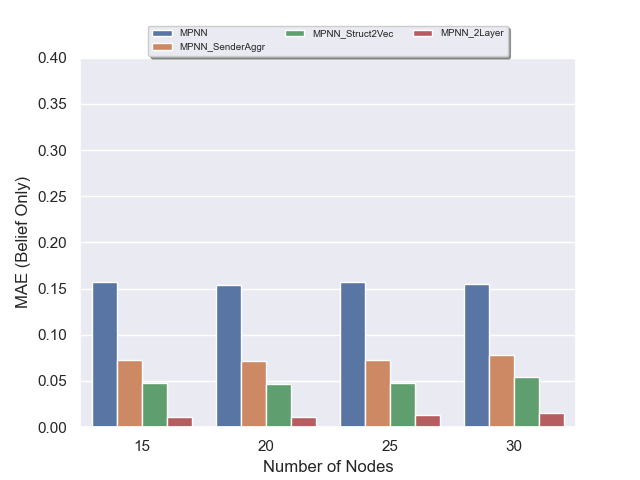 MPNN
MPNN_SenderAggr
MPNN_Struct2Vec
MPNN_2Layer
0.40
0.35
0.30
0.25
0.20
0.15
0.10
0.05
0.00
MAE (Belief Only)
15 20 25 30
Number of Nodes